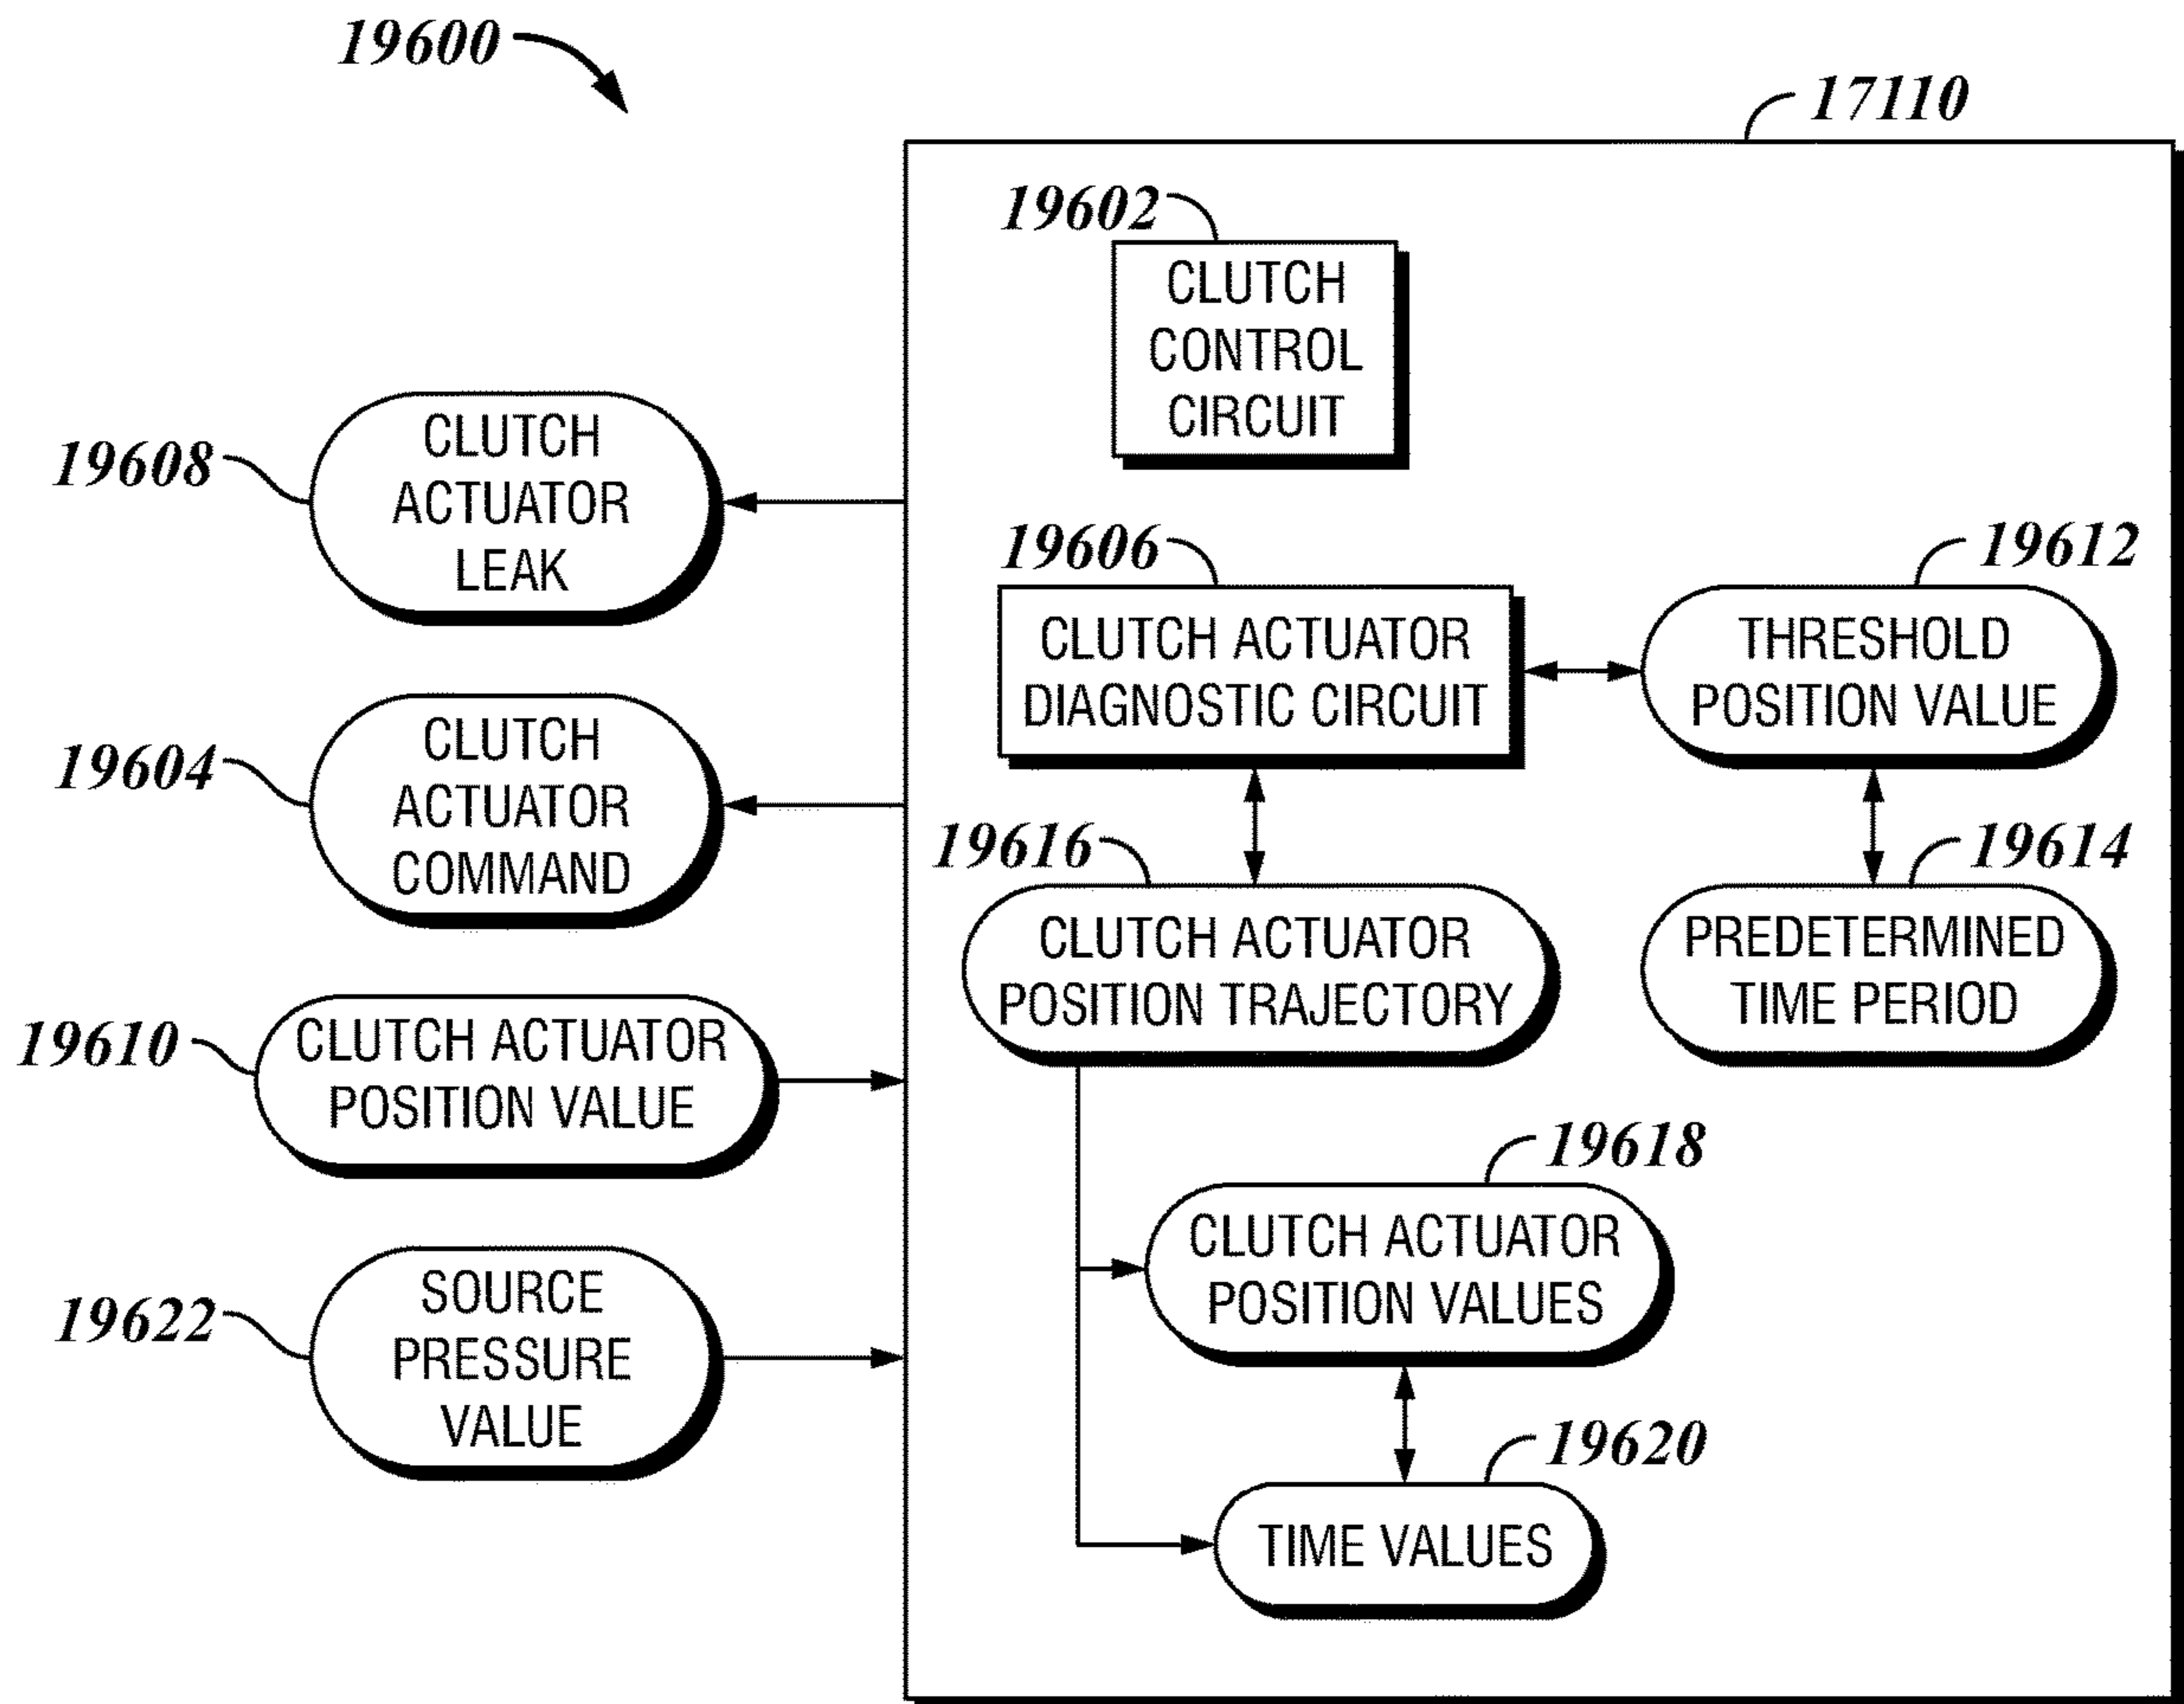 19600
17110
19602
CLUTCH
CONTROL
CIRCUIT
19608
CLUTCH
ACTUATOR
LEAK
19606
CLUTCH ACTUATOR
DIAGNOSTIC CIRCUIT
19612
THRESHOLD
POSITION VALUE
19604
CLUTCH
ACTUATOR
COMMAND
19616
CLUTCH ACTUATOR
POSITION TRAJECTORY
19614
PREDETERMINED
TIME PERIOD
19610
CLUTCH ACTUATOR
POSITION VALUE
19618
CLUTCH ACTUATOR
POSITION VALUES
19622
SOURCE
PRESSURE
VALUE
19620
TIME VALUES